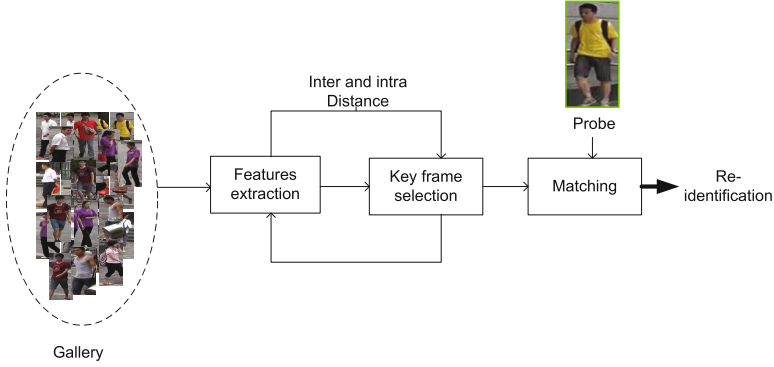 Inter and intra
Distance
Probe
Features
extraction
Key frame
selection
Matching
Re-
identification
Gallery